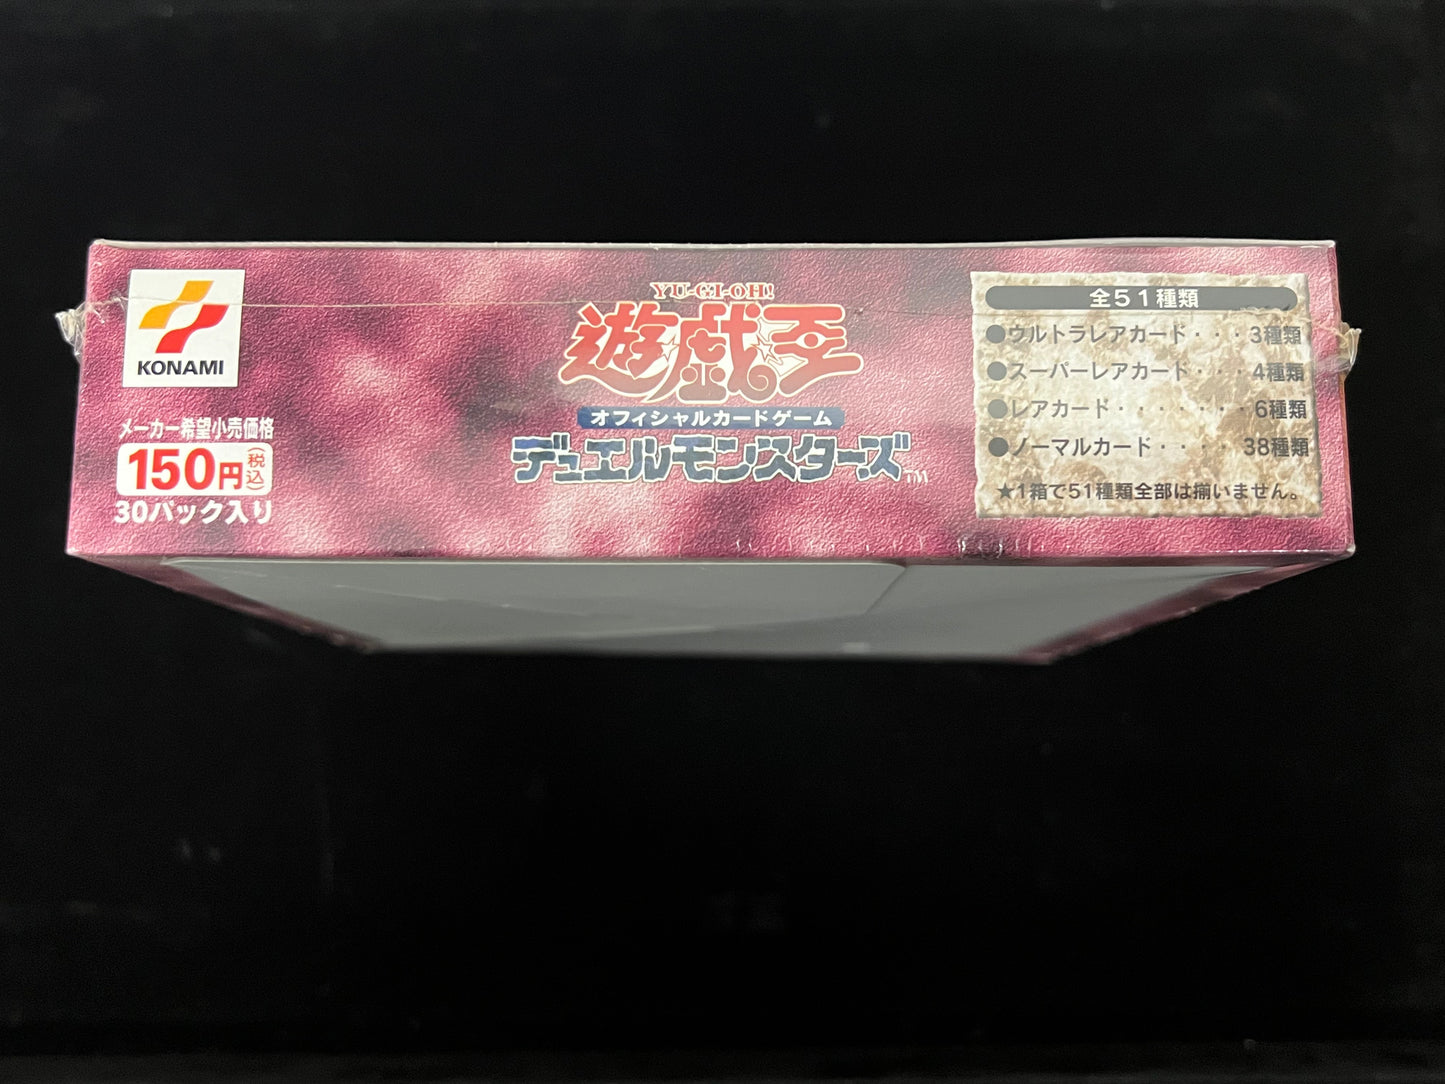 KONAMI
メーカー希望小売価格
150円(税込)
30パック入り
YU-GI-OH!
遊☆戯☆王
オフィシャルカードゲーム
デュエルモンスターズ™
全51種類
●ウルトラレアカード・・・3種類
●スーパーレアカード・・・4種類
●レアカード・・・・・・・6種類
●ノーマルカード・・・・38種類
★1箱で51種類全部は揃いません。